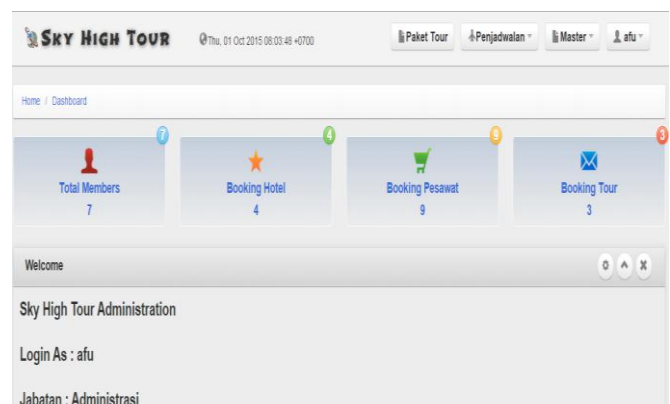 SKY HIGH TOUR Thu, 01 Oct 2015 08:03:48 +0700 Paket Tour Penjadwalan Master afu
Home / Dashboard
7 4 9 3
Total Members Booking Hotel Booking Pesawat Booking Tour
7 4 9 3
Welcome
Sky High Tour Administration
Login As : afu
Jabatan : Administrasi